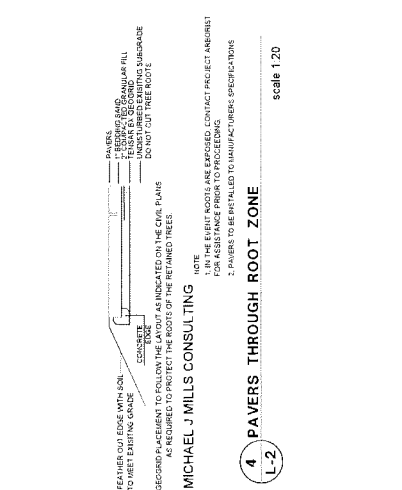 PAVERS
1" BEDDING SAND
2" COMPACTED GRANULAR FILL
TENSAR BX GEOGRID
UNDISTURBED EXISITNG SUBGRADE
DO NOT CUT TREE ROOTS
CONCRETE
EDGE
FEATHER OUT EDGE WITH SOIL
TO MEET EXISITNG GRADE
GEOGRID PLACEMENT TO FOLLOW THE LAYOUT AS INDICATED ON THE CIVIL PLANS
AS REQUIRED TO PROTECT THE ROOTS OF THE RETAINED TREES.
MICHAEL J MILLS CONSULTING
NOTE
1. IN THE EVENT ROOTS ARE EXPOSED, CONTACT PROJECT ARBORIST
FOR ASSISTANCE PRIOR TO PROCEEDING.
2. PAVERS TO BE INSTALLED TO MANUFACTURERS SPECIFICATIONS
4
L-2
PAVERS THROUGH ROOT ZONE
scale 1:20